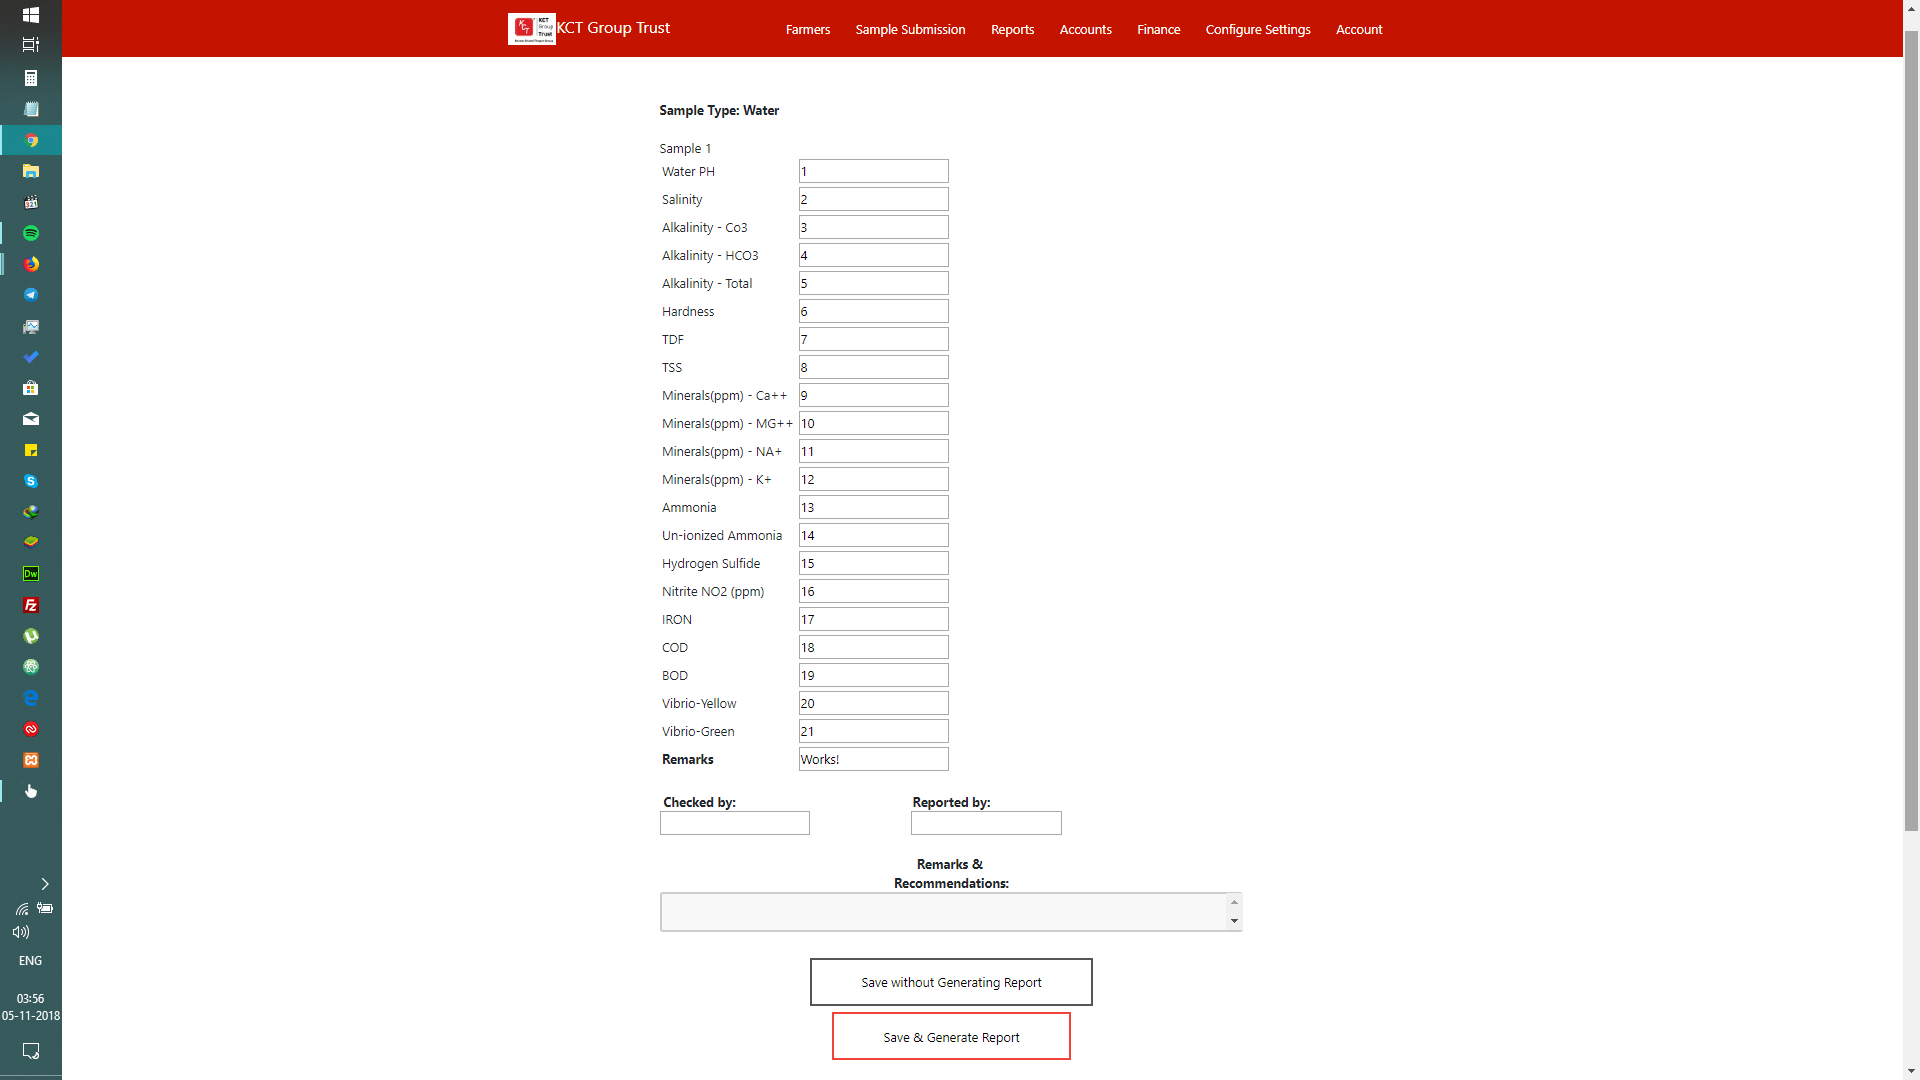 KCT Group Trust
KCT Group Trust
Farmers Sample Submission Reports Accounts Finance Configure Settings Account
Sample Type: Water
Sample 1
Water PH 1
Salinity 2
Alkalinity - Co3 3
Alkalinity - HCO3 4
Alkalinity - Total 5
Hardness 6
TDF 7
TSS 8
Minerals(ppm) - Ca++ 9
Minerals(ppm) - MG++ 10
Minerals(ppm) - NA+ 11
Minerals(ppm) - K+ 12
Ammonia 13
Un-ionized Ammonia 14
Hydrogen Sulfide 15
Nitrite NO2 (ppm) 16
IRON 17
COD 18
BOD 19
Vibrio-Yellow 20
Vibrio-Green 21
Remarks Works!
Checked by: Reported by:
Remarks &
Recommendations:
Save without Generating Report
Save & Generate Report
Dw
Fz
ENG
03:56
05-11-2018